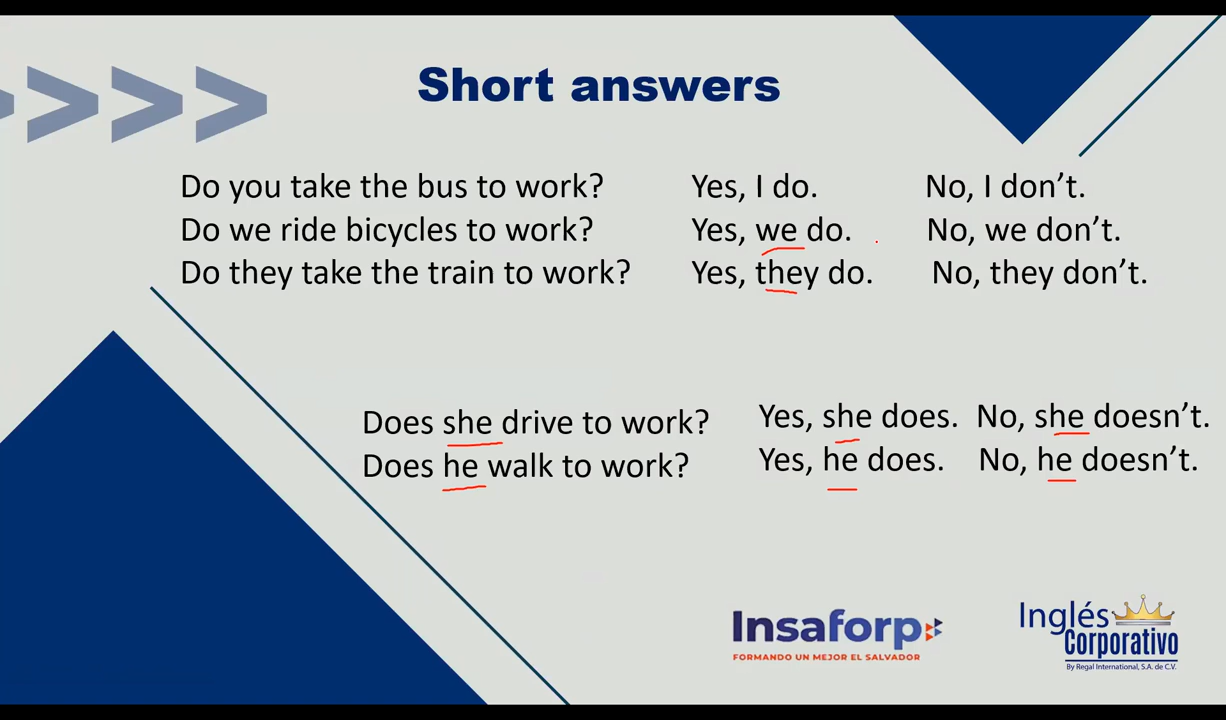 Short answers
Do you take the bus to work? Yes, I do. No, I don't.
Do we ride bicycles to work? Yes, we do. No, we don't.
Do they take the train to work? Yes, they do. No, they don't.
Does she drive to work? Yes, she does. No, she doesn't.
Does he walk to work? Yes, he does. No, he doesn't.
Insaforp
FORMANDO UN MEJOR EL SALVADOR
Inglés
Corporativo
By Regal International, S.A. de C.V.